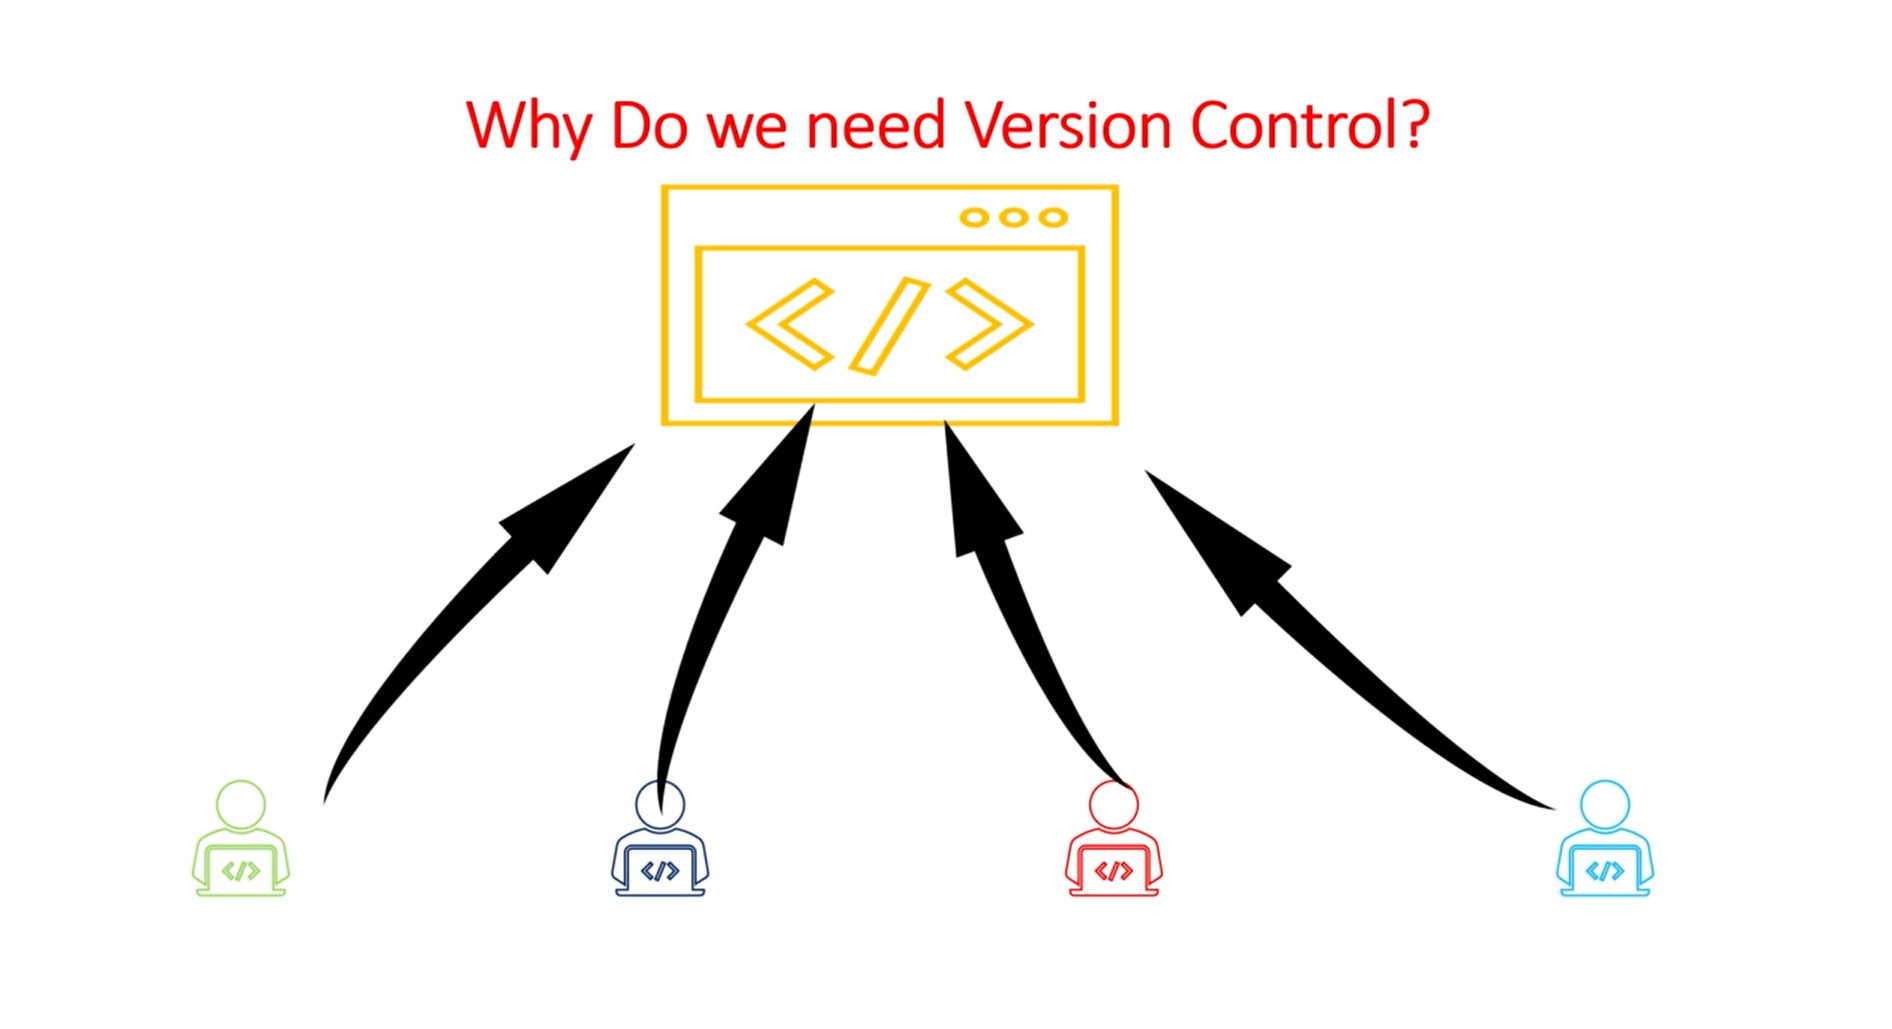 Why Do we need Version Control?
</>
</> </> </> </>